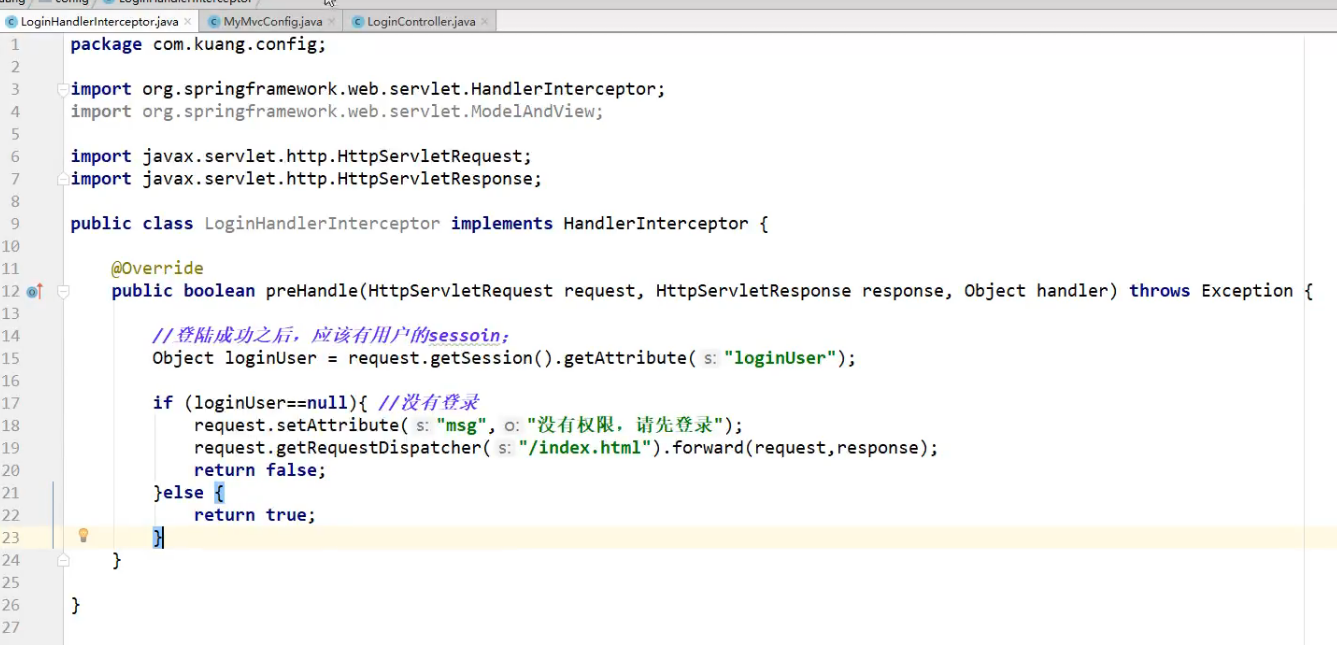 LoginHandlerInterceptor.java MyMvcConfig.java LoginController.java
1 package com.kuang.config;
2
3 import org.springframework.web.servlet.HandlerInterceptor;
4 import org.springframework.web.servlet.ModelAndView;
5
6 import javax.servlet.http.HttpServletRequest;
7 import javax.servlet.http.HttpServletResponse;
8
9 public class LoginHandlerInterceptor implements HandlerInterceptor {
10
11 @Override
12 public boolean preHandle(HttpServletRequest request, HttpServletResponse response, Object handler) throws Exception {
13
14 //登陆成功之后，应该有用户的sessoin；
15 Object loginUser = request.getSession().getAttribute( s: "loginUser");
16
17 if (loginUser==null){ //没有登录
18 request.setAttribute( s: "msg", o: "没有权限，请先登录");
19 request.getRequestDispatcher( s: "/index.html").forward(request,response);
20 return false;
21 }else {
22 return true;
23 }
24 }
25
26 }
27